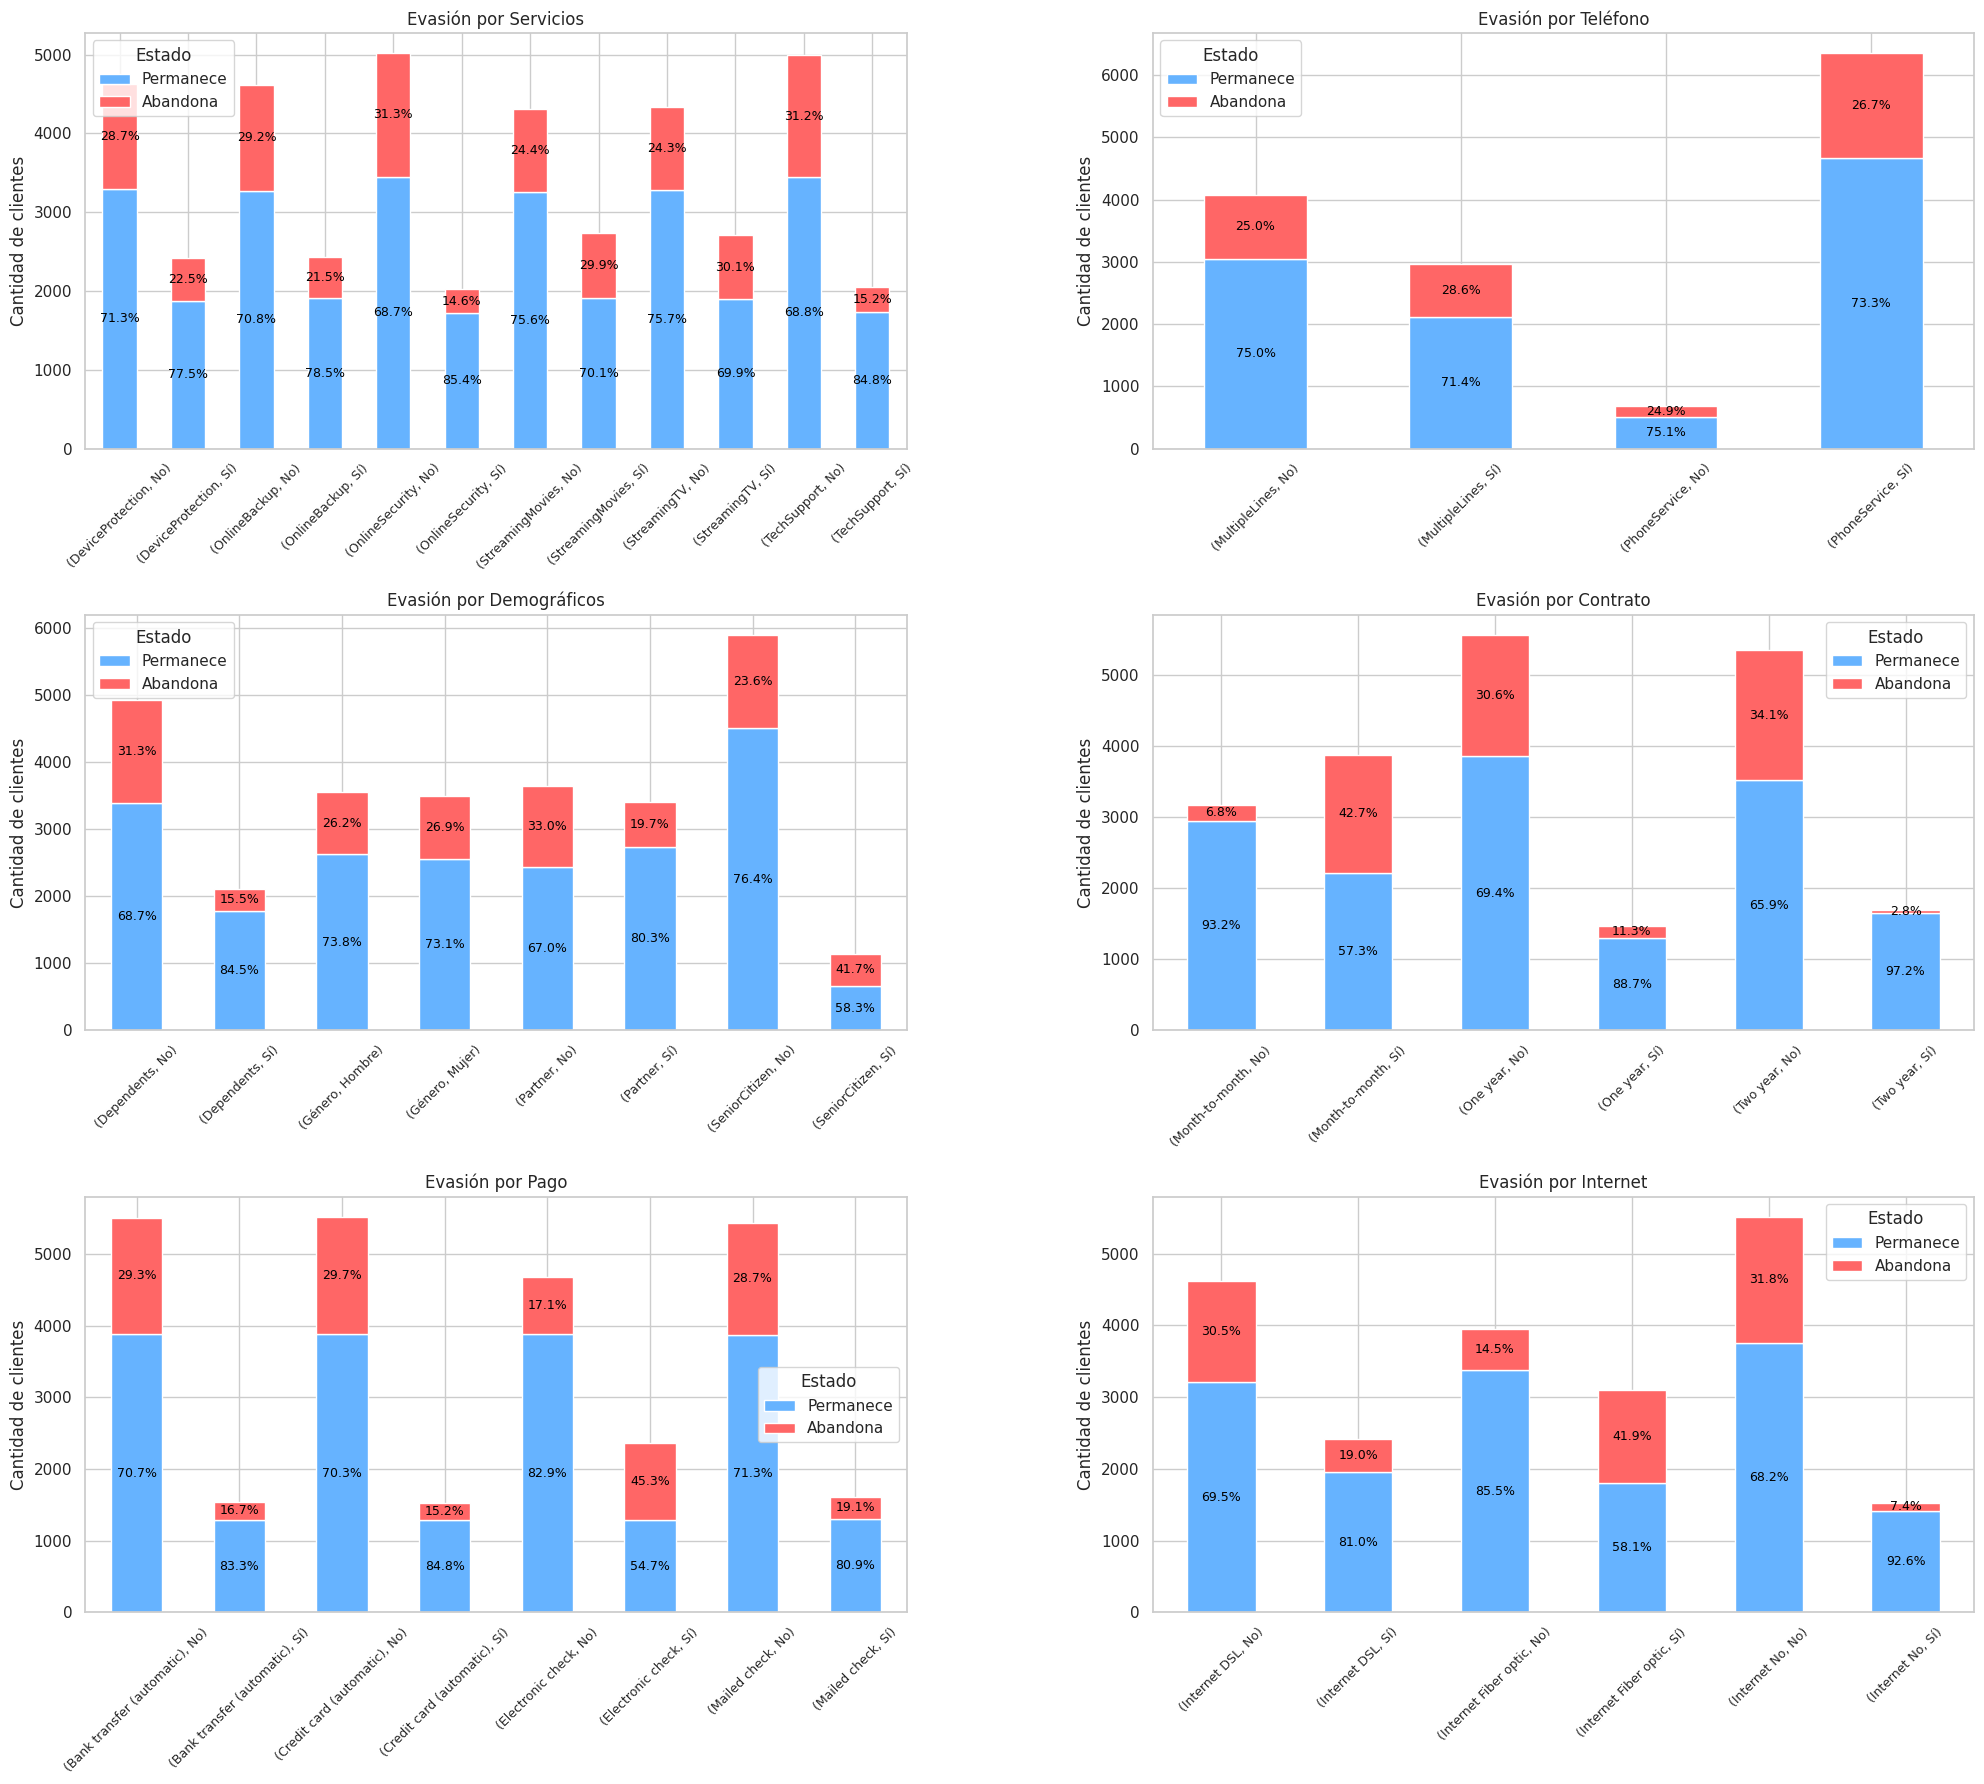 Evasión por Servicios
Cantidad de clientes
5000
4000
3000
2000
1000
0
Estado
Permanece
Abandona
28.7%
71.3%
22.5%
77.5%
29.2%
70.8%
21.5%
78.5%
31.3%
68.7%
14.6%
85.4%
24.4%
75.6%
29.9%
70.1%
24.3%
75.7%
30.1%
69.9%
31.2%
68.8%
15.2%
84.8%
(DeviceProtection, No)
(DeviceProtection, Sí)
(OnlineBackup, No)
(OnlineBackup, Sí)
(OnlineSecurity, No)
(OnlineSecurity, Sí)
(StreamingMovies, No)
(StreamingMovies, Sí)
(StreamingTV, No)
(StreamingTV, Sí)
(TechSupport, No)
(TechSupport, Sí)
Evasión por Teléfono
Cantidad de clientes
6000
5000
4000
3000
2000
1000
0
Estado
Permanece
Abandona
25.0%
75.0%
28.6%
71.4%
24.9%
75.1%
26.7%
73.3%
(MultipleLines, No)
(MultipleLines, Sí)
(PhoneService, No)
(PhoneService, Sí)
Evasión por Demográficos
Cantidad de clientes
6000
5000
4000
3000
2000
1000
0
Estado
Permanece
Abandona
31.3%
68.7%
15.5%
84.5%
26.2%
73.8%
26.9%
73.1%
33.0%
67.0%
19.7%
80.3%
23.6%
76.4%
41.7%
58.3%
(Dependents, No)
(Dependents, Sí)
(Género, Hombre)
(Género, Mujer)
(Partner, No)
(Partner, Sí)
(SeniorCitizen, No)
(SeniorCitizen, Sí)
Evasión por Contrato
Cantidad de clientes
5000
4000
3000
2000
1000
0
Estado
Permanece
Abandona
6.8%
93.2%
42.7%
57.3%
30.6%
69.4%
11.3%
88.7%
34.1%
65.9%
2.8%
97.2%
(Month-to-month, No)
(Month-to-month, Sí)
(One year, No)
(One year, Sí)
(Two year, No)
(Two year, Sí)
Evasión por Pago
Cantidad de clientes
5000
4000
3000
2000
1000
0
Estado
Permanece
Abandona
29.3%
70.7%
16.7%
83.3%
29.7%
70.3%
15.2%
84.8%
17.1%
82.9%
45.3%
54.7%
28.7%
71.3%
19.1%
80.9%
(Bank transfer (automatic), No)
(Bank transfer (automatic), Sí)
(Credit card (automatic), No)
(Credit card (automatic), Sí)
(Electronic check, No)
(Electronic check, Sí)
(Mailed check, No)
(Mailed check, Sí)
Evasión por Internet
Cantidad de clientes
5000
4000
3000
2000
1000
0
Estado
Permanece
Abandona
30.5%
69.5%
19.0%
81.0%
14.5%
85.5%
41.9%
58.1%
31.8%
68.2%
7.4%
92.6%
(Internet DSL, No)
(Internet DSL, Sí)
(Internet Fiber optic, No)
(Internet Fiber optic, Sí)
(Internet No, No)
(Internet No, Sí)